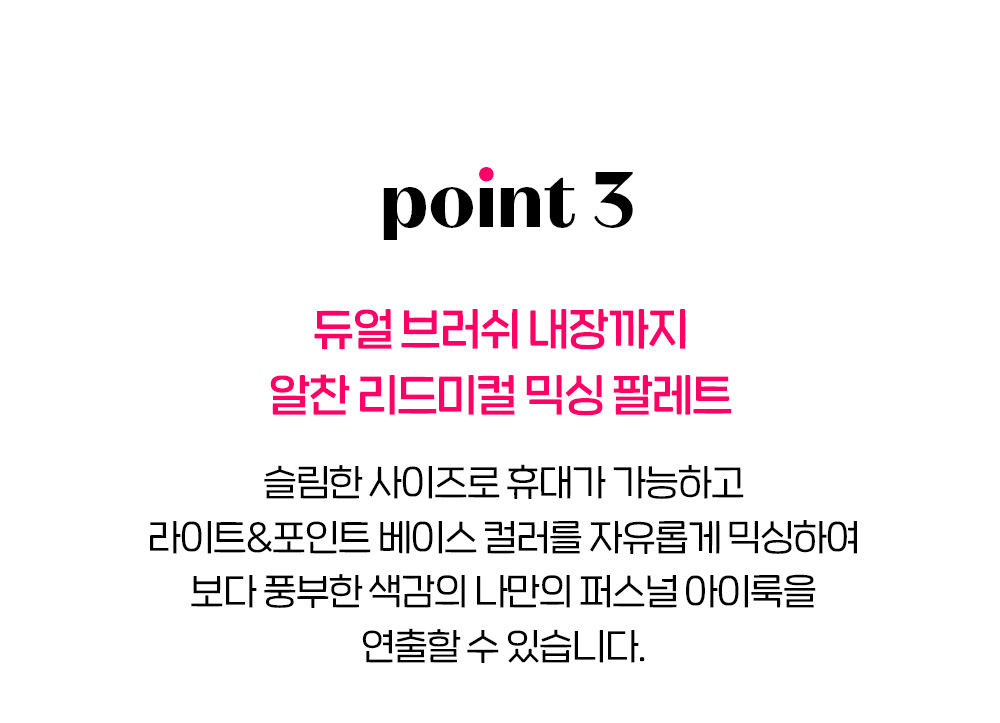 point 3
듀얼 브러쉬 내장까지
알찬 리드미컬 믹싱 팔레트
슬림한 사이즈로 휴대가 가능하고
라이트&포인트 베이스 컬러를 자유롭게 믹싱하여
보다 풍부한 색감의 나만의 퍼스널 아이룩을
연출할 수 있습니다.